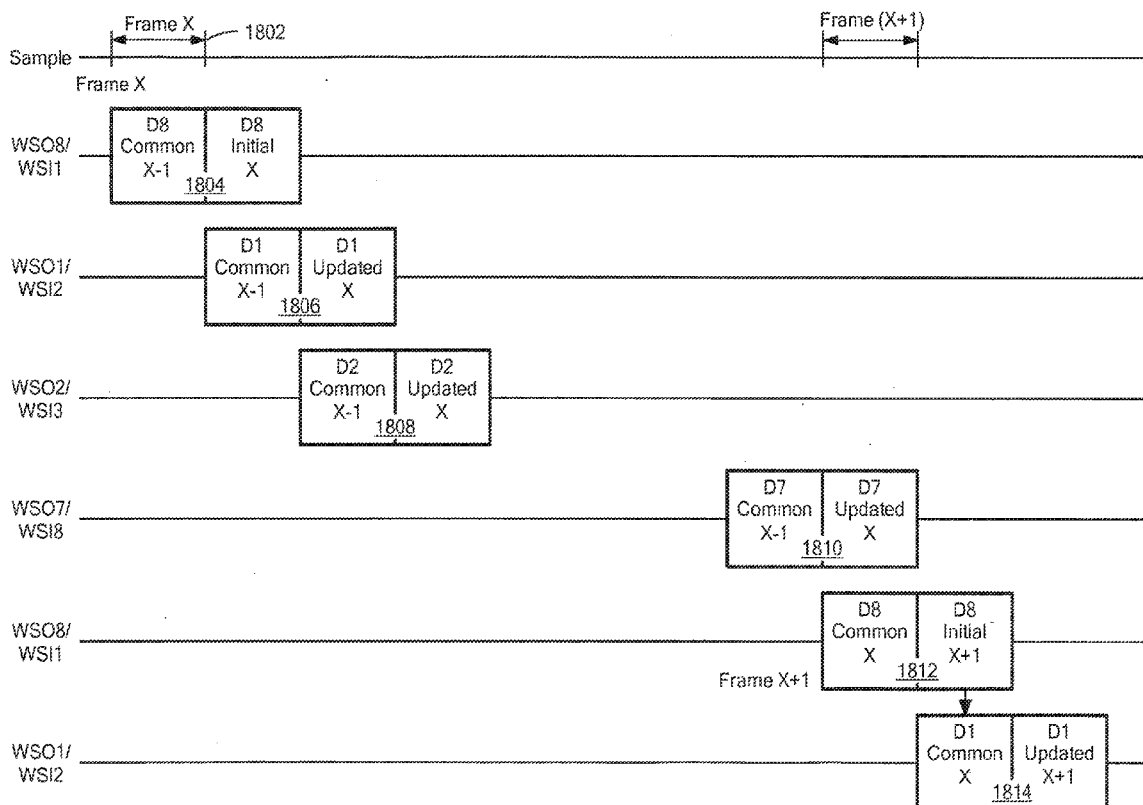 Frame X
1802
Frame (X+1)
Sample
Frame X
WSO8/
WSI1
D8
Common
X-1
D8
Initial
X
1804
WSO1/
WSI2
D1
Common
X-1
D1
Updated
X
1806
WSO2/
WSI3
D2
Common
X-1
D2
Updated
X
1808
WSO7/
WSI8
D7
Common
X-1
D7
Updated
X
1810
WSO8/
WSI1
D8
Common
X
D8
Initial
X+1
1812
Frame X+1
WSO1/
WSI2
D1
Common
X
D1
Updated
X+1
1814